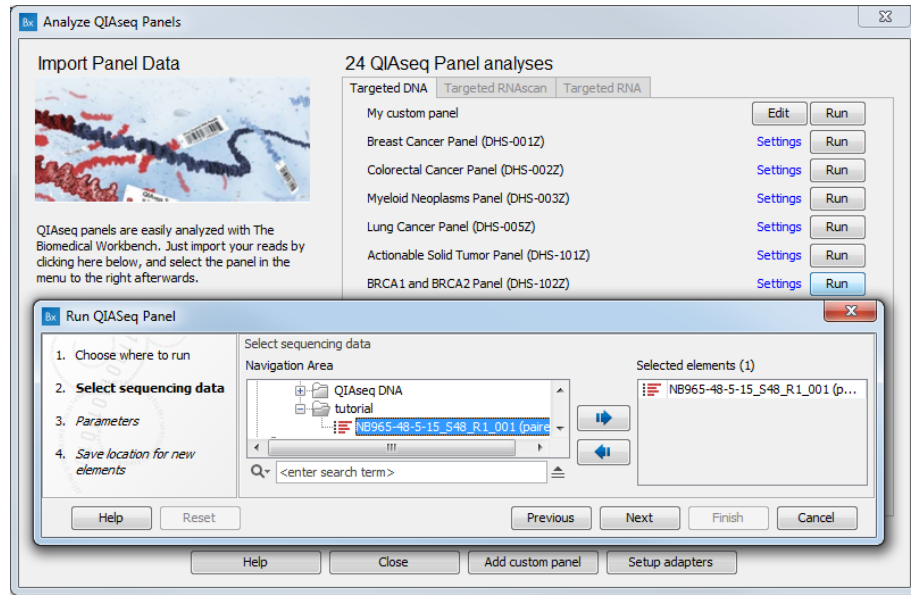 Bx Analyze QIAseq Panels
Import Panel Data
QIAseq panels are easily analyzed with The
Biomedical Workbench. Just import your reads by
clicking here below, and select the panel in the
menu to the right afterwards.
24 QIAseq Panel analyses
Targeted DNA Targeted RNAscan Targeted RNA
My custom panel Edit Run
Breast Cancer Panel (DHS-001Z) Settings Run
Colorectal Cancer Panel (DHS-002Z) Settings Run
Myeloid Neoplasms Panel (DHS-003Z) Settings Run
Lung Cancer Panel (DHS-005Z) Settings Run
Actionable Solid Tumor Panel (DHS-101Z) Settings Run
BRCA1 and BRCA2 Panel (DHS-102Z) Settings Run
Bx Run QIASeq Panel
1. Choose where to run
2. Select sequencing data
3. Parameters
4. Save location for new
elements
Select sequencing data
Navigation Area
QIAseq DNA
tutorial
NB965-48-5-15_S48_R1_001 (paire
<enter search term>
Selected elements (1)
NB965-48-5-15_S48_R1_001 (p...
Help Reset Previous Next Finish Cancel
Help Close Add custom panel Setup adapters